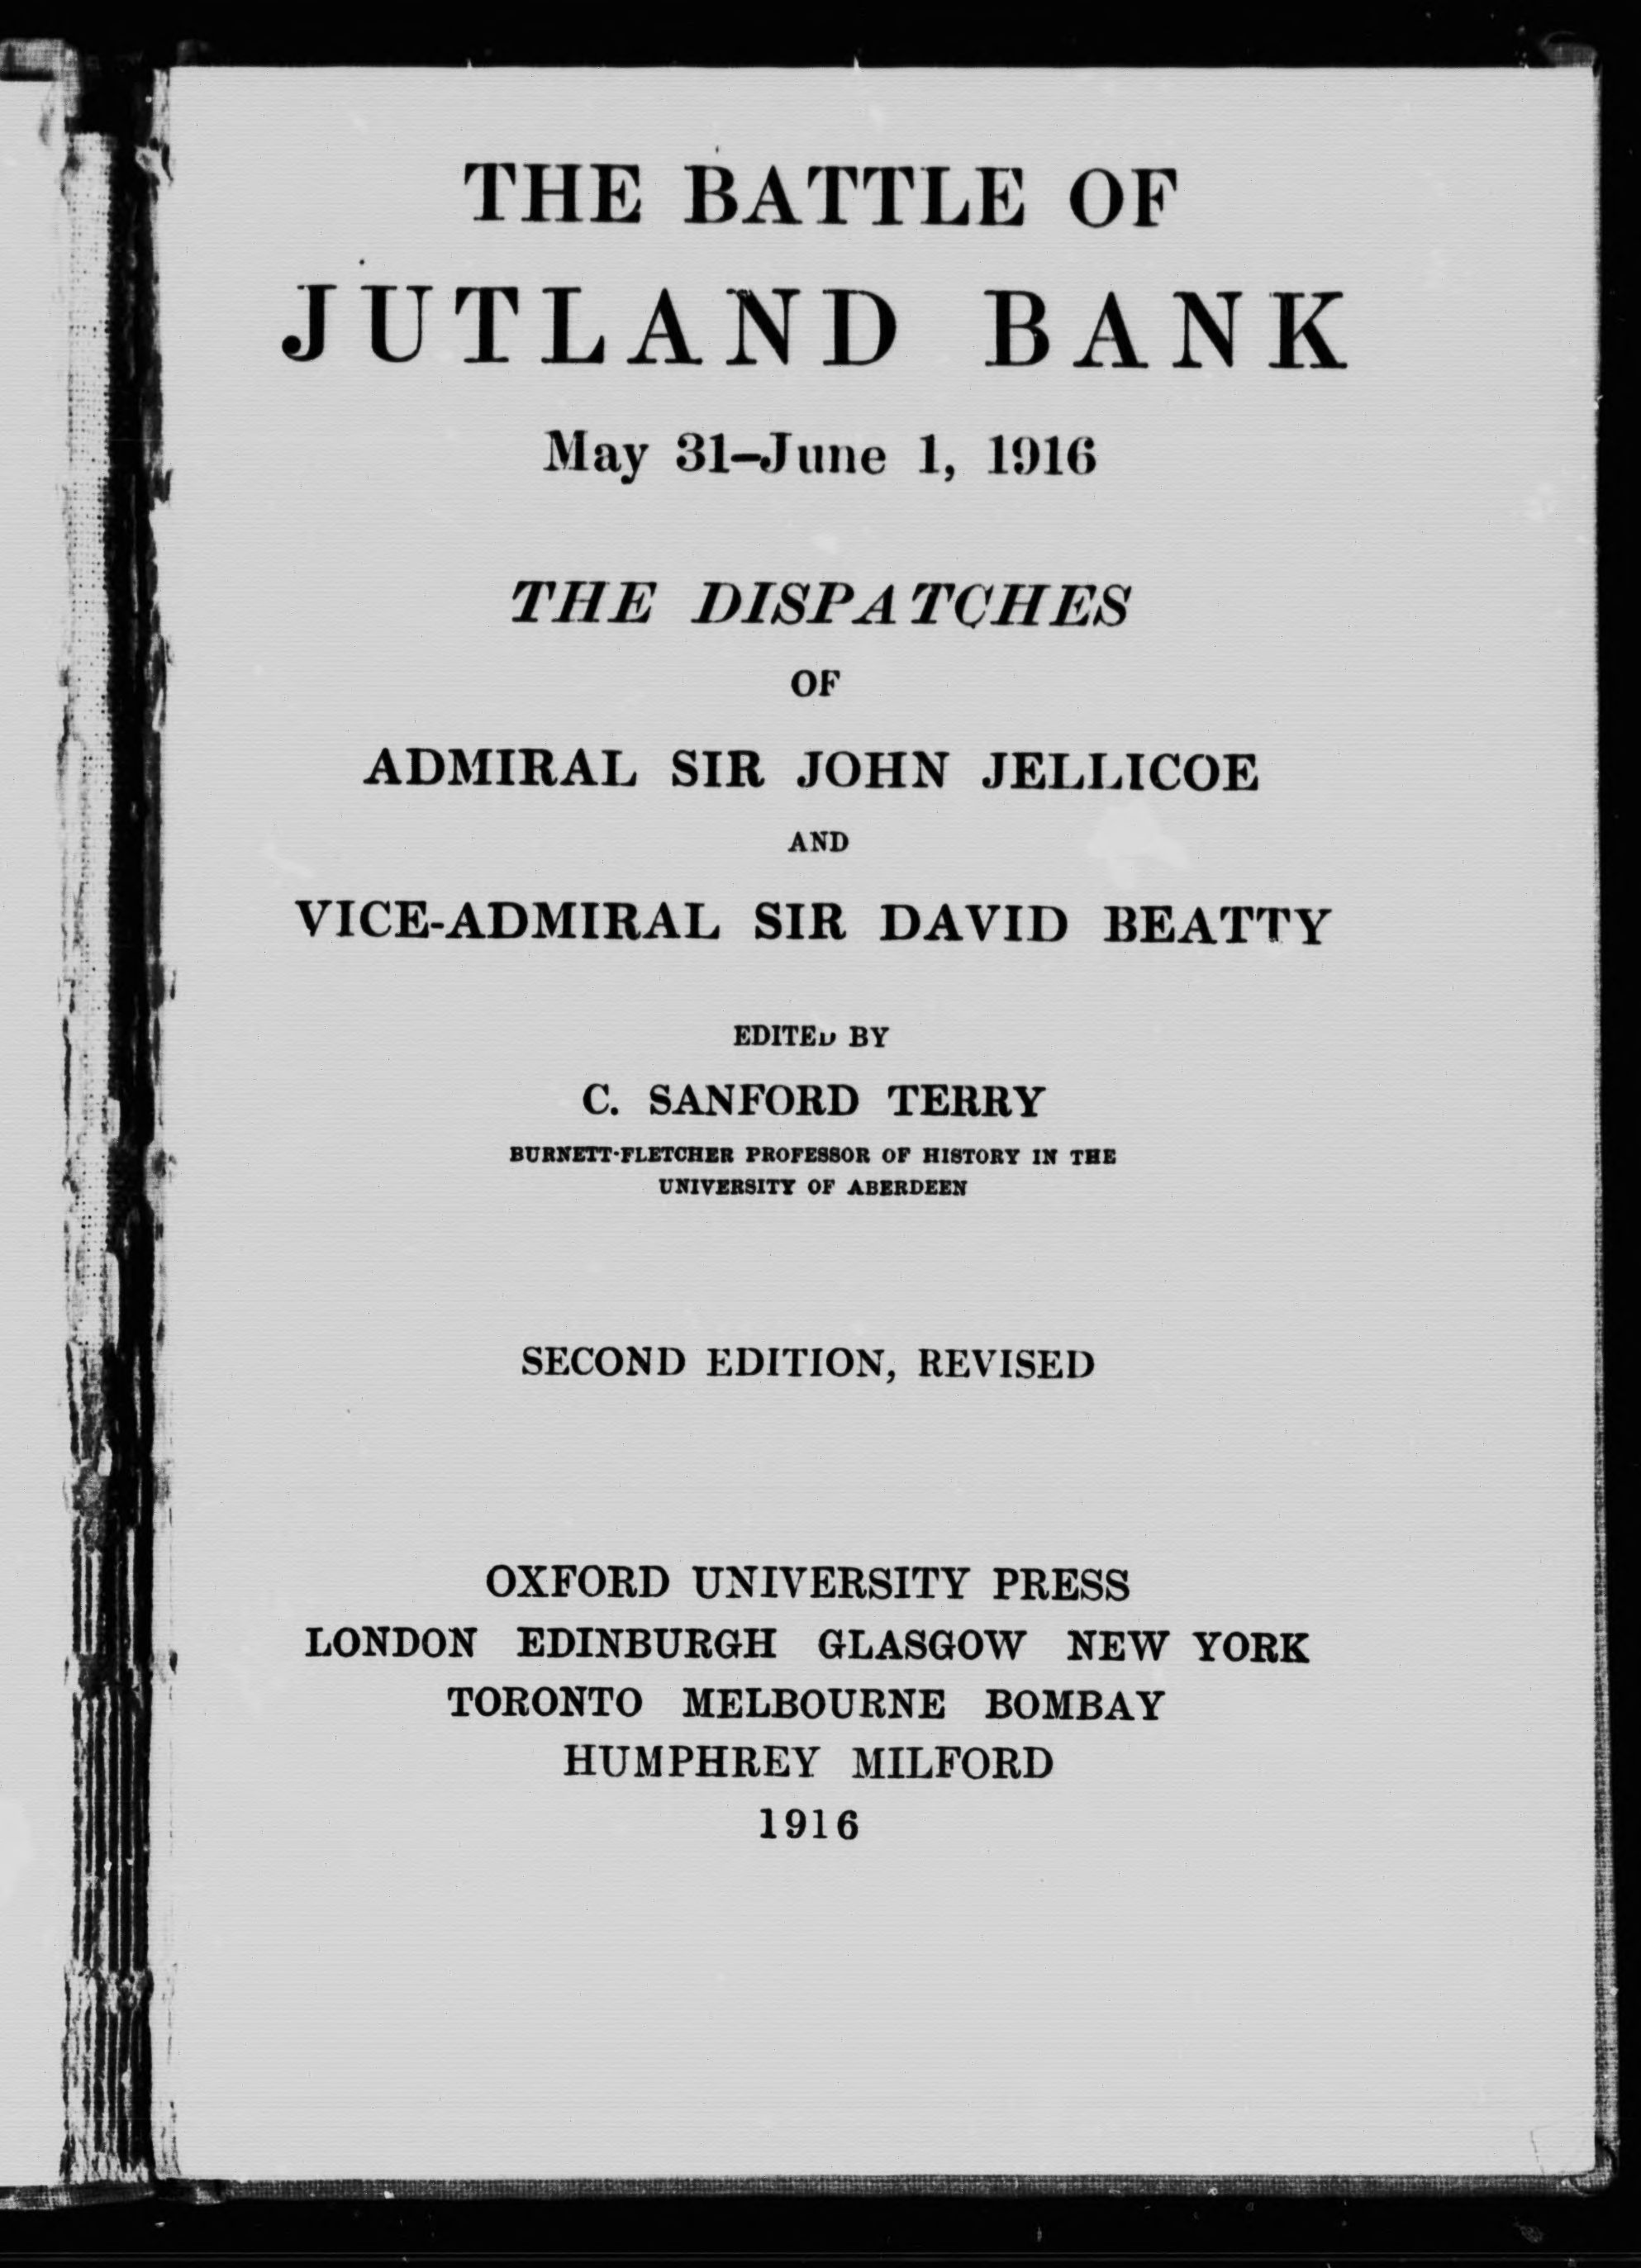 THE BATTLE OF
JUTLAND BANK
May 31–June 1, 1916
THE DISPATCHES
OF
ADMIRAL SIR JOHN JELLICOE
AND
VICE-ADMIRAL SIR DAVID BEATTY
EDITED BY
C. SANFORD TERRY
BURNETT-FLETCHER PROFESSOR OF HISTORY IN THE
UNIVERSITY OF ABERDEEN
SECOND EDITION, REVISED
OXFORD UNIVERSITY PRESS
LONDON EDINBURGH GLASGOW NEW YORK
TORONTO MELBOURNE BOMBAY
HUMPHREY MILFORD
1916